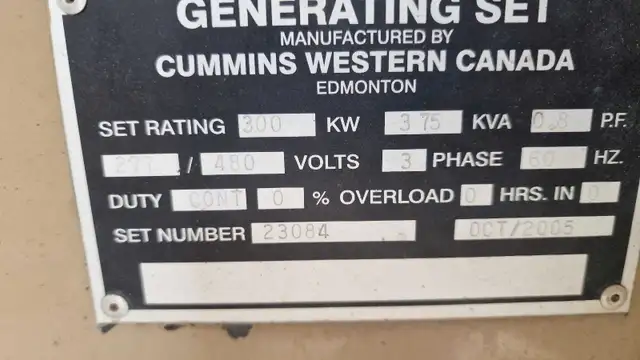 GENERATING SET
MANUFACTURED BY
CUMMINS WESTERN CANADA
EDMONTON
SET RATING 300 KW 375 KVA 0.8 P.F.
277 / 480 VOLTS 3 PHASE 60 HZ.
DUTY CONT 0 % OVERLOAD 0 HRS. IN 0
SET NUMBER 23084 OCT/2005